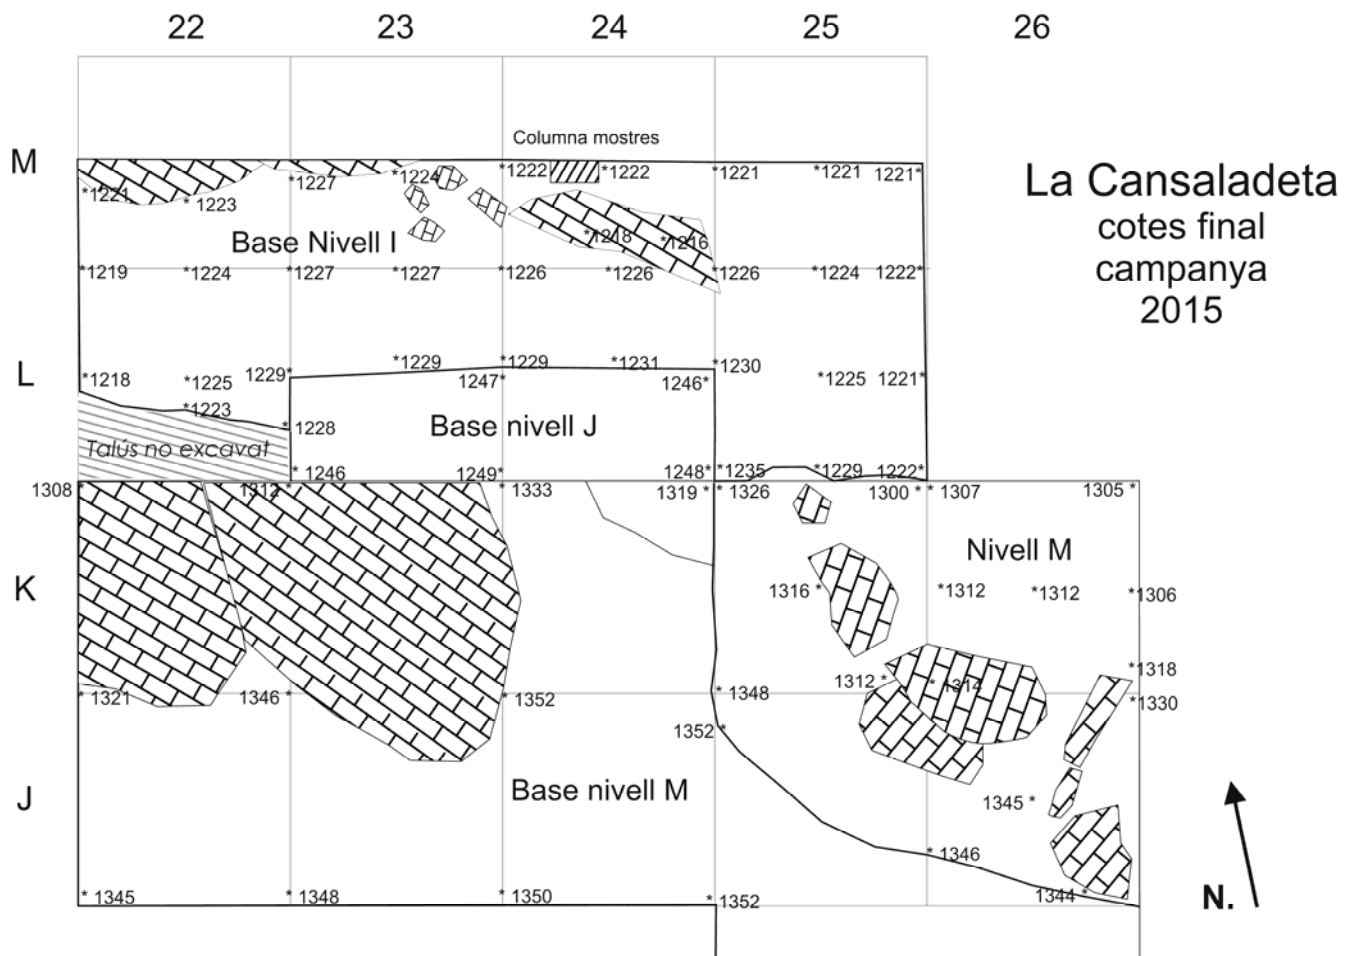 22 23 24 25 26
Columna mostres
M
*1222 *1222 *1221 *1221 1221*
*1227 *1224
*1221 *1223
La Cansaladeta
cotes final
campanya
2015
Base Nivell I
*1218 *1216
*1219 *1224 *1227 *1227 *1226 *1226 *1226 *1224 1222*
L
1229* *1229 *1229 *1231 *1230
*1218 *1225 1247* 1246* *1225 1221*
*1223
*1228
Base nivell J
Talús no excavat
*1246 1249* 1248* *1235 *1229 1222*
1308* 1312* *1333 1319* *1326 1300* *1307 1305*
Nivell M
K
1316* *1312 *1312 *1306
*1318
1312* *1314
*1321 1346* *1352 *1348 *1330
1352*
J
Base nivell M
1345*
*1346
*1345 *1348 *1350 *1352 1344*
N.